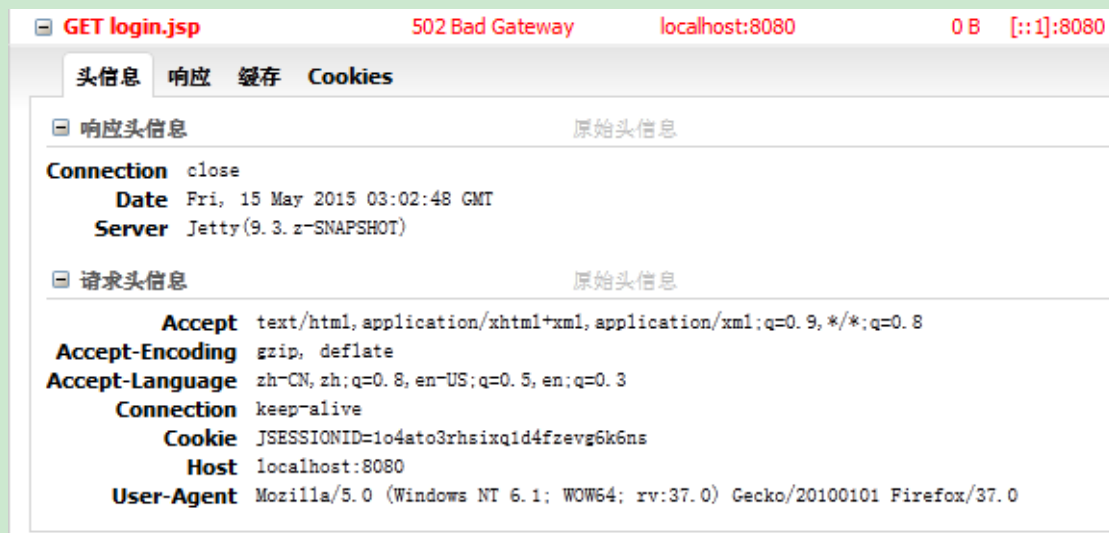 GET login.jsp 502 Bad Gateway localhost:8080 0 B [::1]:8080
头信息 响应 缓存 Cookies
响应头信息 原始头信息
Connection close
Date Fri, 15 May 2015 03:02:48 GMT
Server Jetty(9.3.z-SNAPSHOT)
请求头信息 原始头信息
Accept text/html,application/xhtml+xml,application/xml;q=0.9,*/*;q=0.8
Accept-Encoding gzip, deflate
Accept-Language zh-CN,zh;q=0.8,en-US;q=0.5,en;q=0.3
Connection keep-alive
Cookie JSESSIONID=1o4ato3rhsixq1d4fzevg6k6ns
Host localhost:8080
User-Agent Mozilla/5.0 (Windows NT 6.1; WOW64; rv:37.0) Gecko/20100101 Firefox/37.0